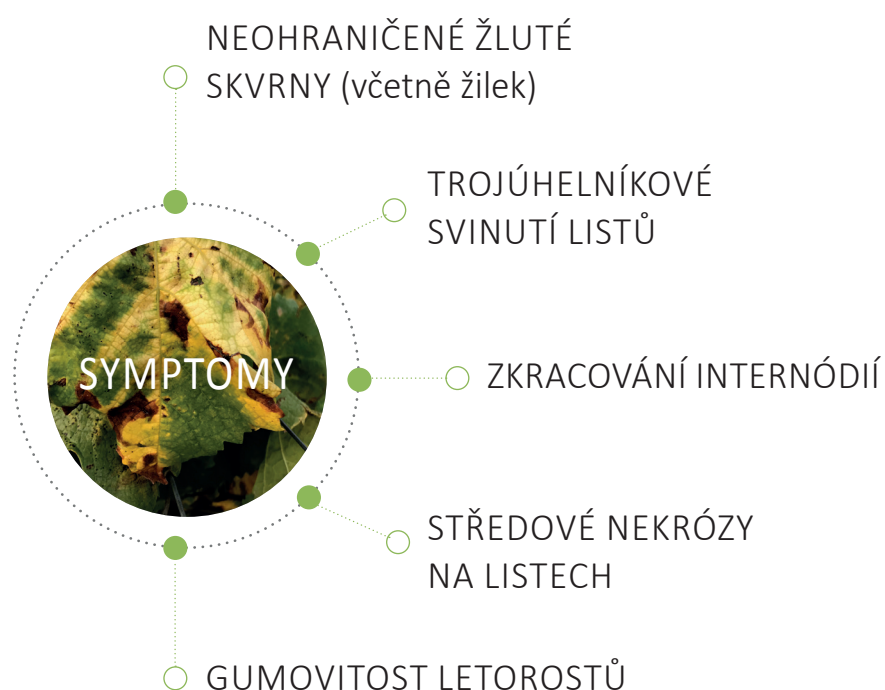 NEOHRANIČENÉ ŽLUTÉ
SKVRNY (včetně žilek)
TROJÚHELNÍKOVÉ
SVINUTÍ LISTŮ
SYMPTOMY
ZKRACOVÁNÍ INTERNÓDIÍ
STŘEDOVÉ NEKRÓZY
NA LISTECH
GUMOVITOST LETOROSTŮ